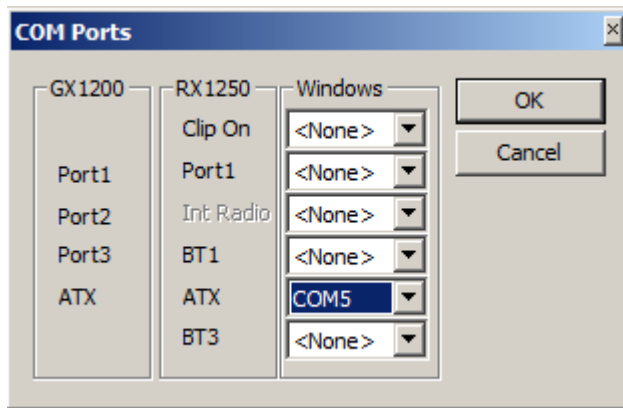 COM Ports
GX1200 RX1250 Windows OK
Clip On <None>
Cancel
Port1 Port1 <None>
Port2 Int Radio <None>
Port3 BT1 <None>
ATX ATX COM5
BT3 <None>